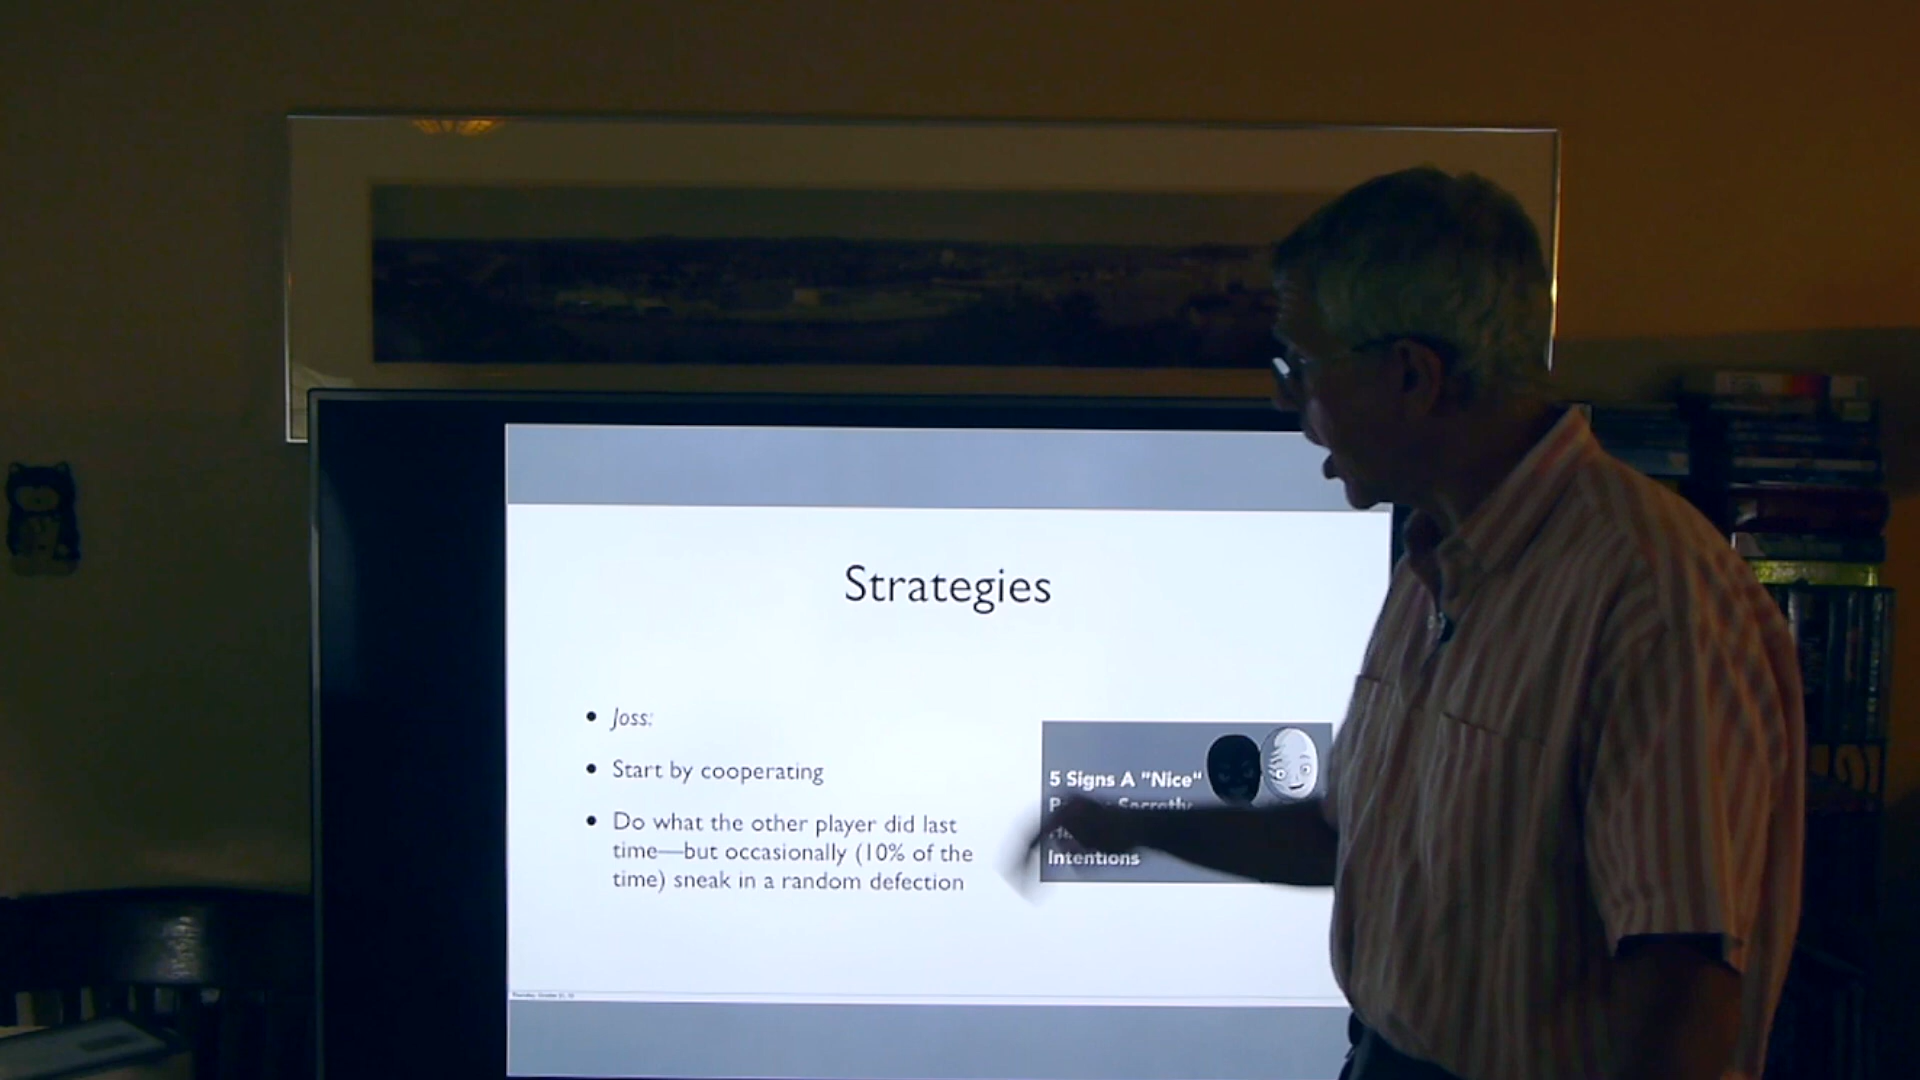 Strategies
• Joss:
• Start by cooperating
• Do what the other player did last
time—but occasionally (10% of the
time) sneak in a random defection
5 Signs A "Nice"
Secretly
Intentions